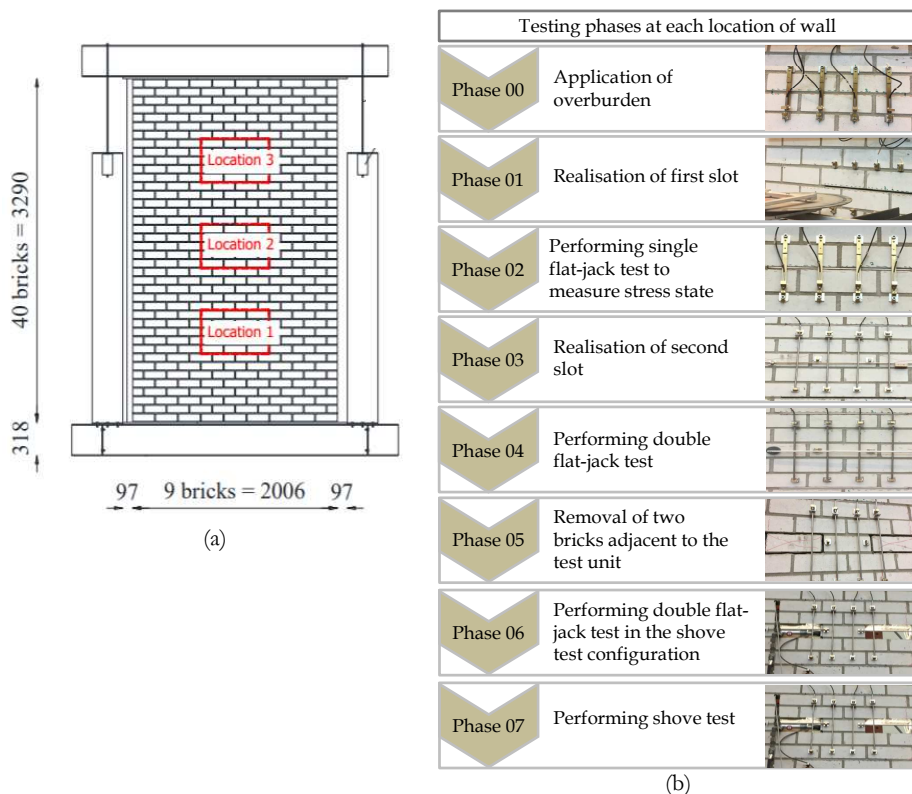 Location 3
Location 2
Location 1
40 bricks = 3290
318
97 9 bricks = 2006 97
(a)
Testing phases at each location of wall
Phase 00
Application of
overburden
Phase 01
Realisation of first slot
Phase 02
Performing single
flat-jack test to
measure stress state
Phase 03
Realisation of second
slot
Phase 04
Performing double
flat-jack test
Phase 05
Removal of two
bricks adjacent to the
test unit
Phase 06
Performing double flat-
jack test in the shove
test configuration
Phase 07
Performing shove test
(b)